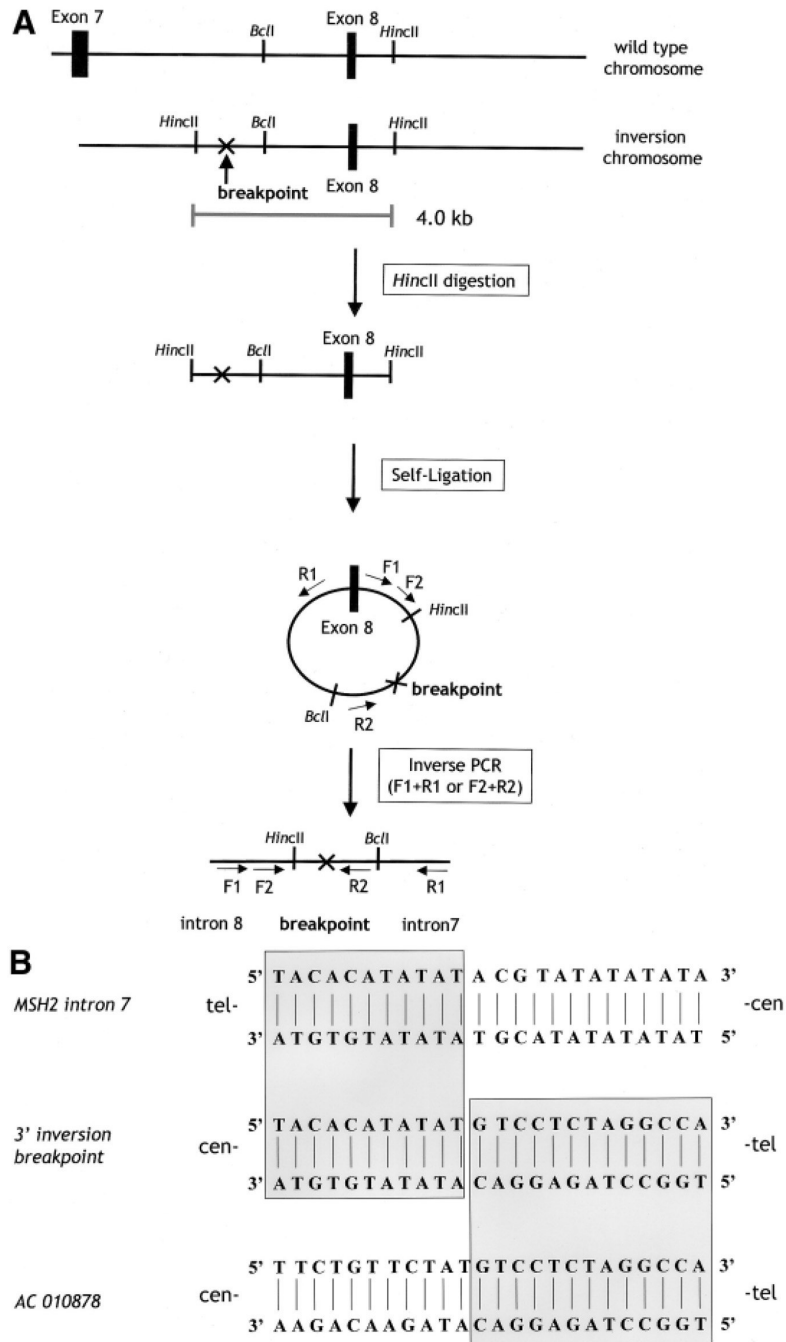 A
Exon 7
BclI
Exon 8
HincII
wild type
chromosome
HincII
BclI
HincII
inversion
chromosome
breakpoint
Exon 8
4.0 kb
HincII digestion
HincII
BclI
Exon 8
HincII
Self-Ligation
R1
F1
F2
HincII
Exon 8
breakpoint
BclI
R2
Inverse PCR
(F1+R1 or F2+R2)
HincII
BclI
F1
F2
R2
R1
intron 8
breakpoint
intron7
B
5' TACACATATATACGTATATATATA 3'
MSH2 intron 7
tel-
-cen
3' ATGTGTATATATGCATATATATAT 5'
5' TACACATATATGTCCTCTAGGCCA 3'
3' inversion
breakpoint
cen-
-tel
3' ATGTGTATATACAGGAGATCCGGT 5'
5' TTCTGTTCTATGTCCTCTAGGCCA 3'
AC 010878
cen-
-tel
3' AAGACAAGATACAGGAGATCCGGT 5'